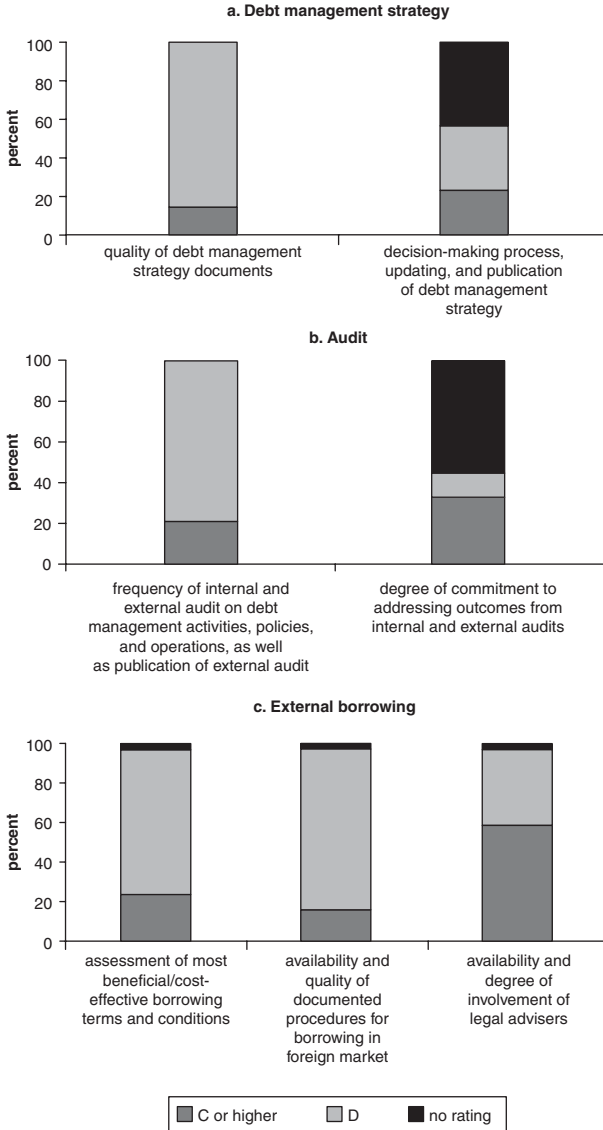 a. Debt management strategy
percent
100
80
60
40
20
0
quality of debt management
strategy documents
decision-making process,
updating, and publication
of debt management
strategy
b. Audit
percent
100
80
60
40
20
0
frequency of internal and
external audit on debt
management activities, policies,
and operations, as well
as publication of external audit
degree of commitment to
addressing outcomes from
internal and external audits
c. External borrowing
percent
100
80
60
40
20
0
assessment of most
beneficial/cost-
effective borrowing
terms and conditions
availability and
quality of
documented
procedures for
borrowing in
foreign market
availability and
degree of
involvement of
legal advisers
C or higher
D
no rating